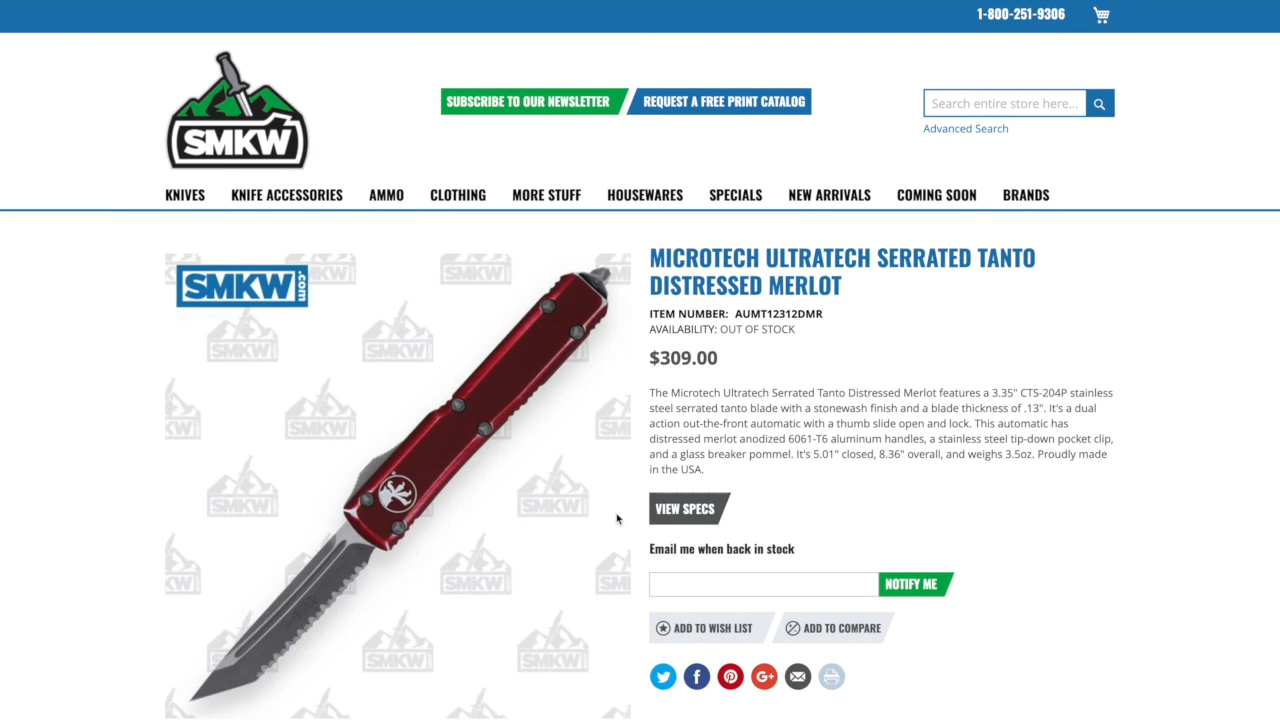 1-800-251-9306
SMKW
SUBSCRIBE TO OUR NEWSLETTER
REQUEST A FREE PRINT CATALOG
Search entire store here...
Advanced Search
KNIVES
KNIFE ACCESSORIES
AMMO
CLOTHING
MORE STUFF
HOUSEWARES
SPECIALS
NEW ARRIVALS
COMING SOON
BRANDS
SMKW.com
MICROTECH ULTRATECH SERRATED TANTO
DISTRESSED MERLOT
ITEM NUMBER: AUMT12312DMR
AVAILABILITY: OUT OF STOCK
$309.00
The Microtech Ultratech Serrated Tanto Distressed Merlot features a 3.35" CTS-204P stainless
steel serrated tanto blade with a stonewash finish and a blade thickness of .13". It's a dual
action out-the-front automatic with a thumb slide open and lock. This automatic has
distressed merlot anodized 6061-T6 aluminum handles, a stainless steel tip-down pocket clip,
and a glass breaker pommel. It's 5.01" closed, 8.36" overall, and weighs 3.5oz. Proudly made
in the USA.
VIEW SPECS
Email me when back in stock
NOTIFY ME
ADD TO WISH LIST
ADD TO COMPARE